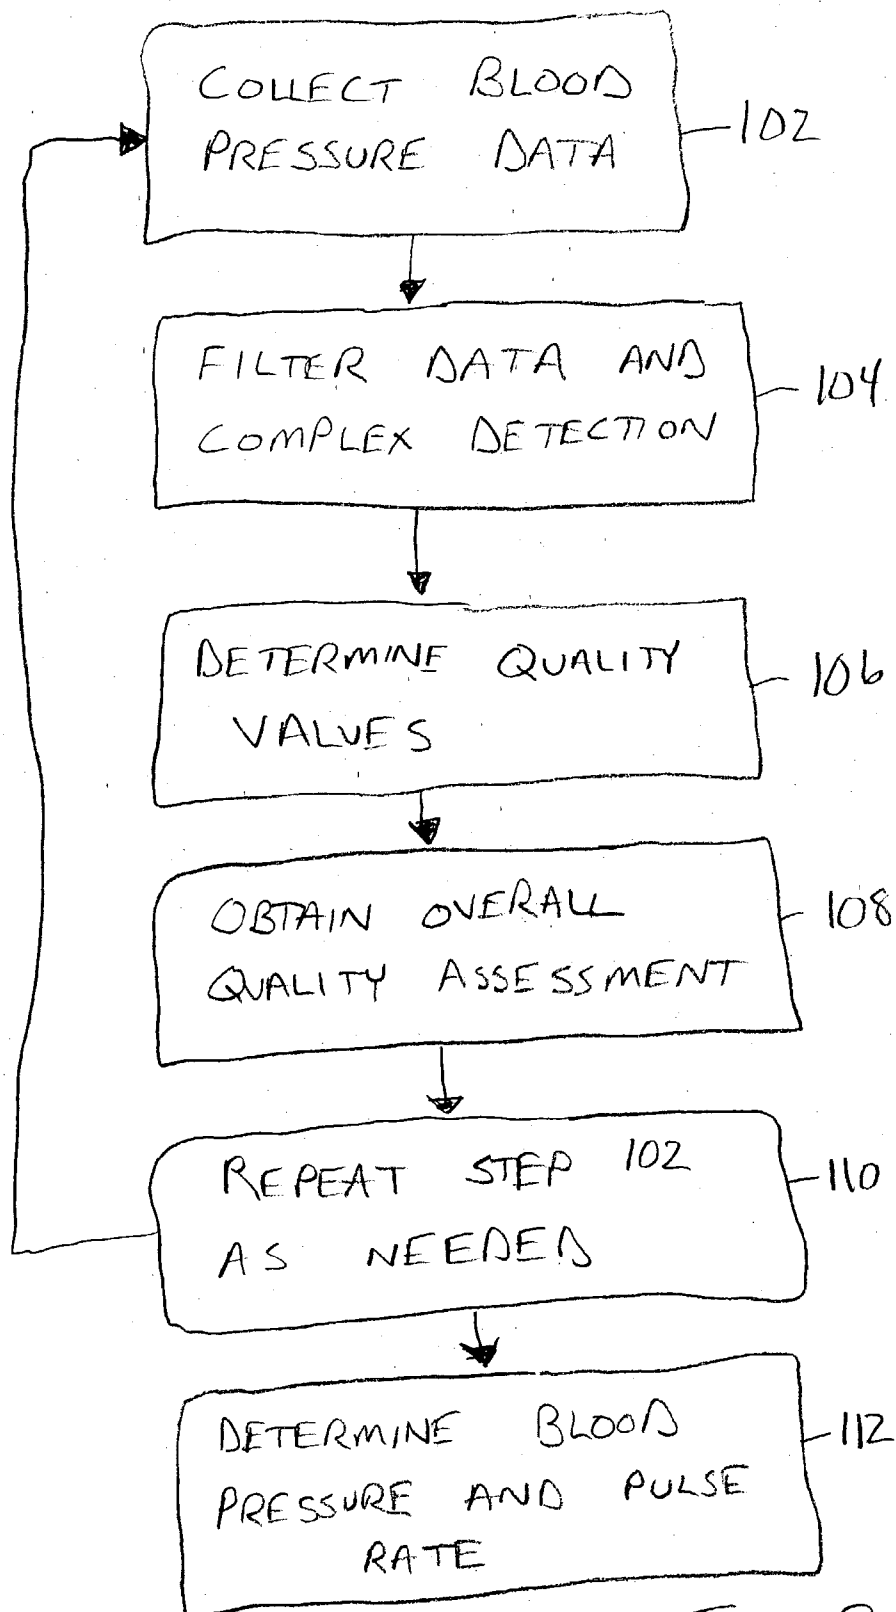 COLLECT BLOOD
PRESSURE DATA
102
FILTER DATA AND
COMPLEX DETECTION
104
DETERMINE QUALITY
VALUES
106
OBTAIN OVERALL
QUALITY ASSESSMENT
108
REPEAT STEP 102
AS NEEDED
110
DETERMINE BLOOD
PRESSURE AND PULSE
RATE
112